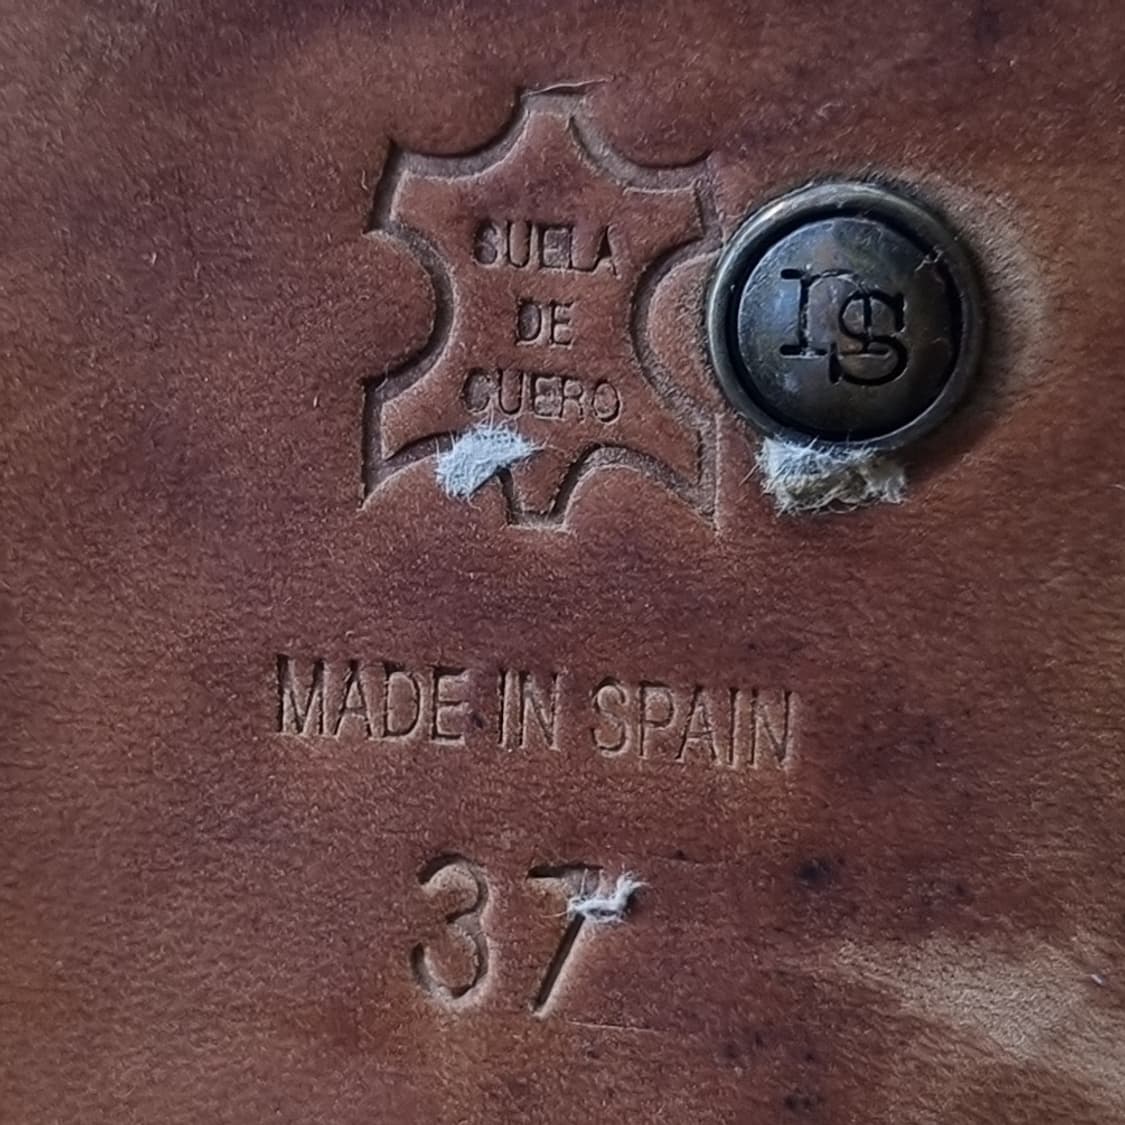 SUELA
DE
CUERO
MADE IN SPAIN
37